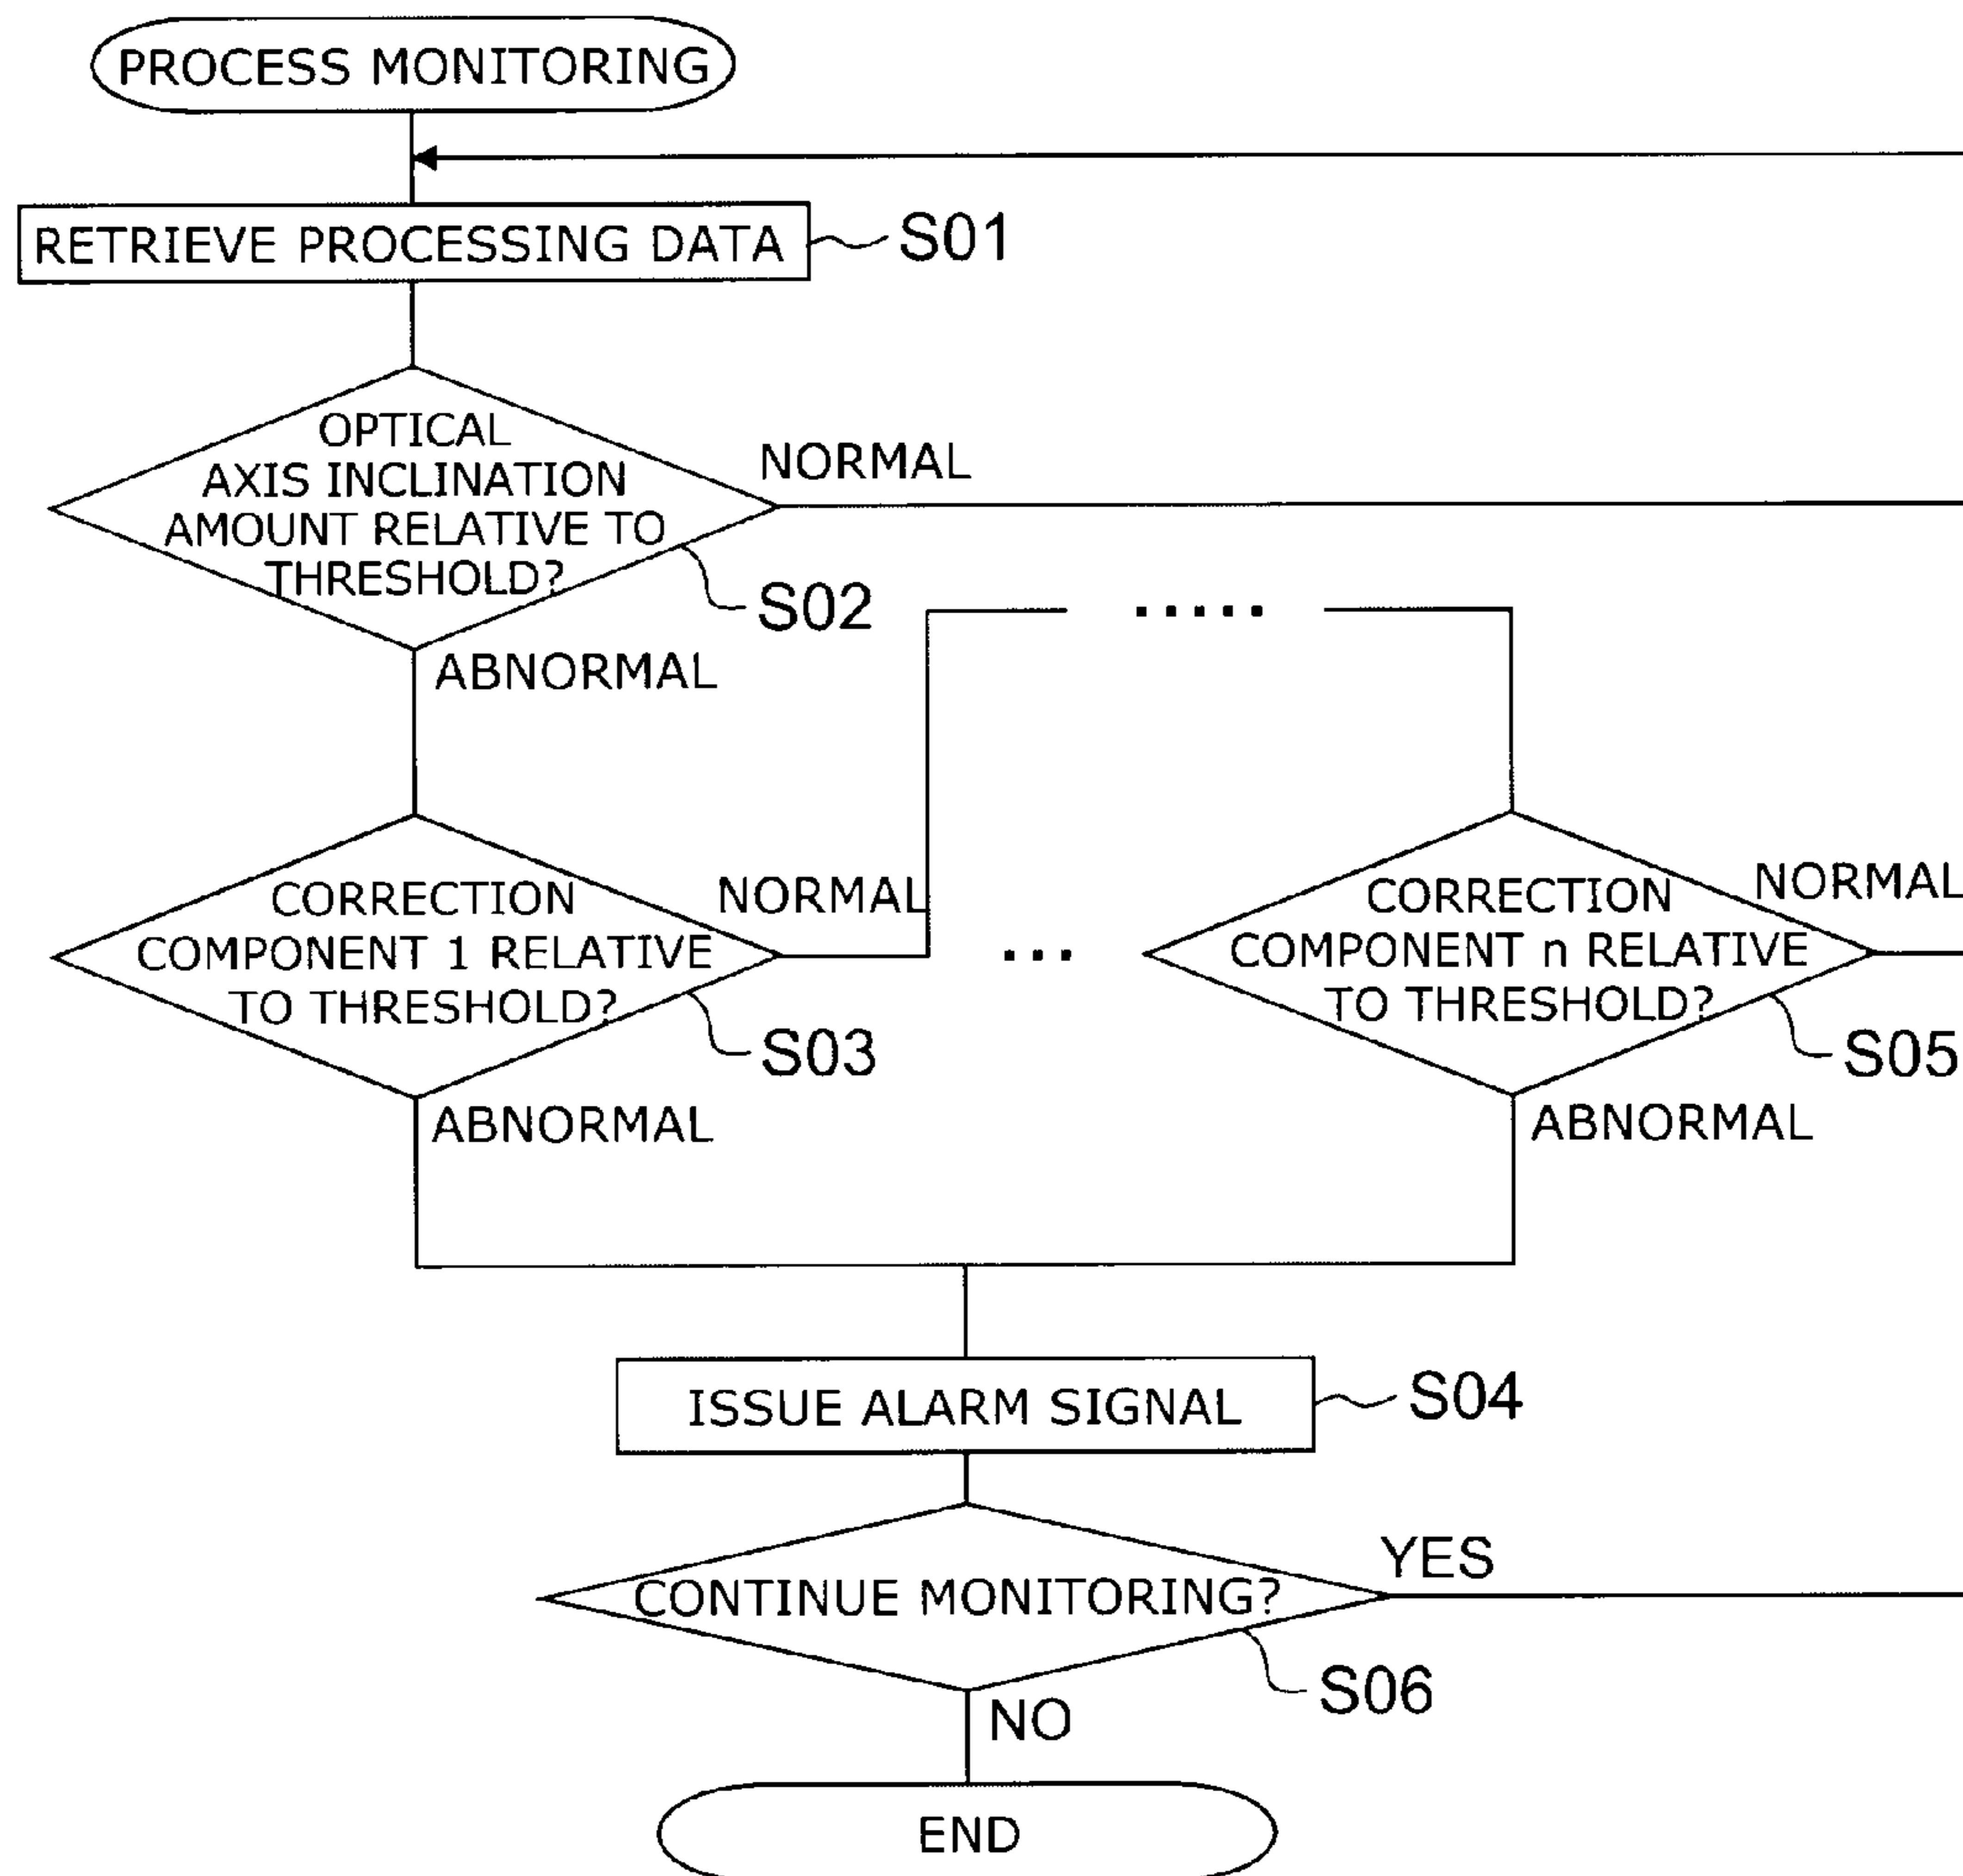 PROCESS MONITORING
RETRIEVE PROCESSING DATA
S01
OPTICAL
AXIS INCLINATION
AMOUNT RELATIVE TO
THRESHOLD?
NORMAL
S02
.....
ABNORMAL
CORRECTION
COMPONENT 1 RELATIVE
TO THRESHOLD?
NORMAL
S03
...
CORRECTION
COMPONENT n RELATIVE
TO THRESHOLD?
NORMAL
S05
ABNORMAL
ABNORMAL
ISSUE ALARM SIGNAL
S04
CONTINUE MONITORING?
YES
S06
NO
END